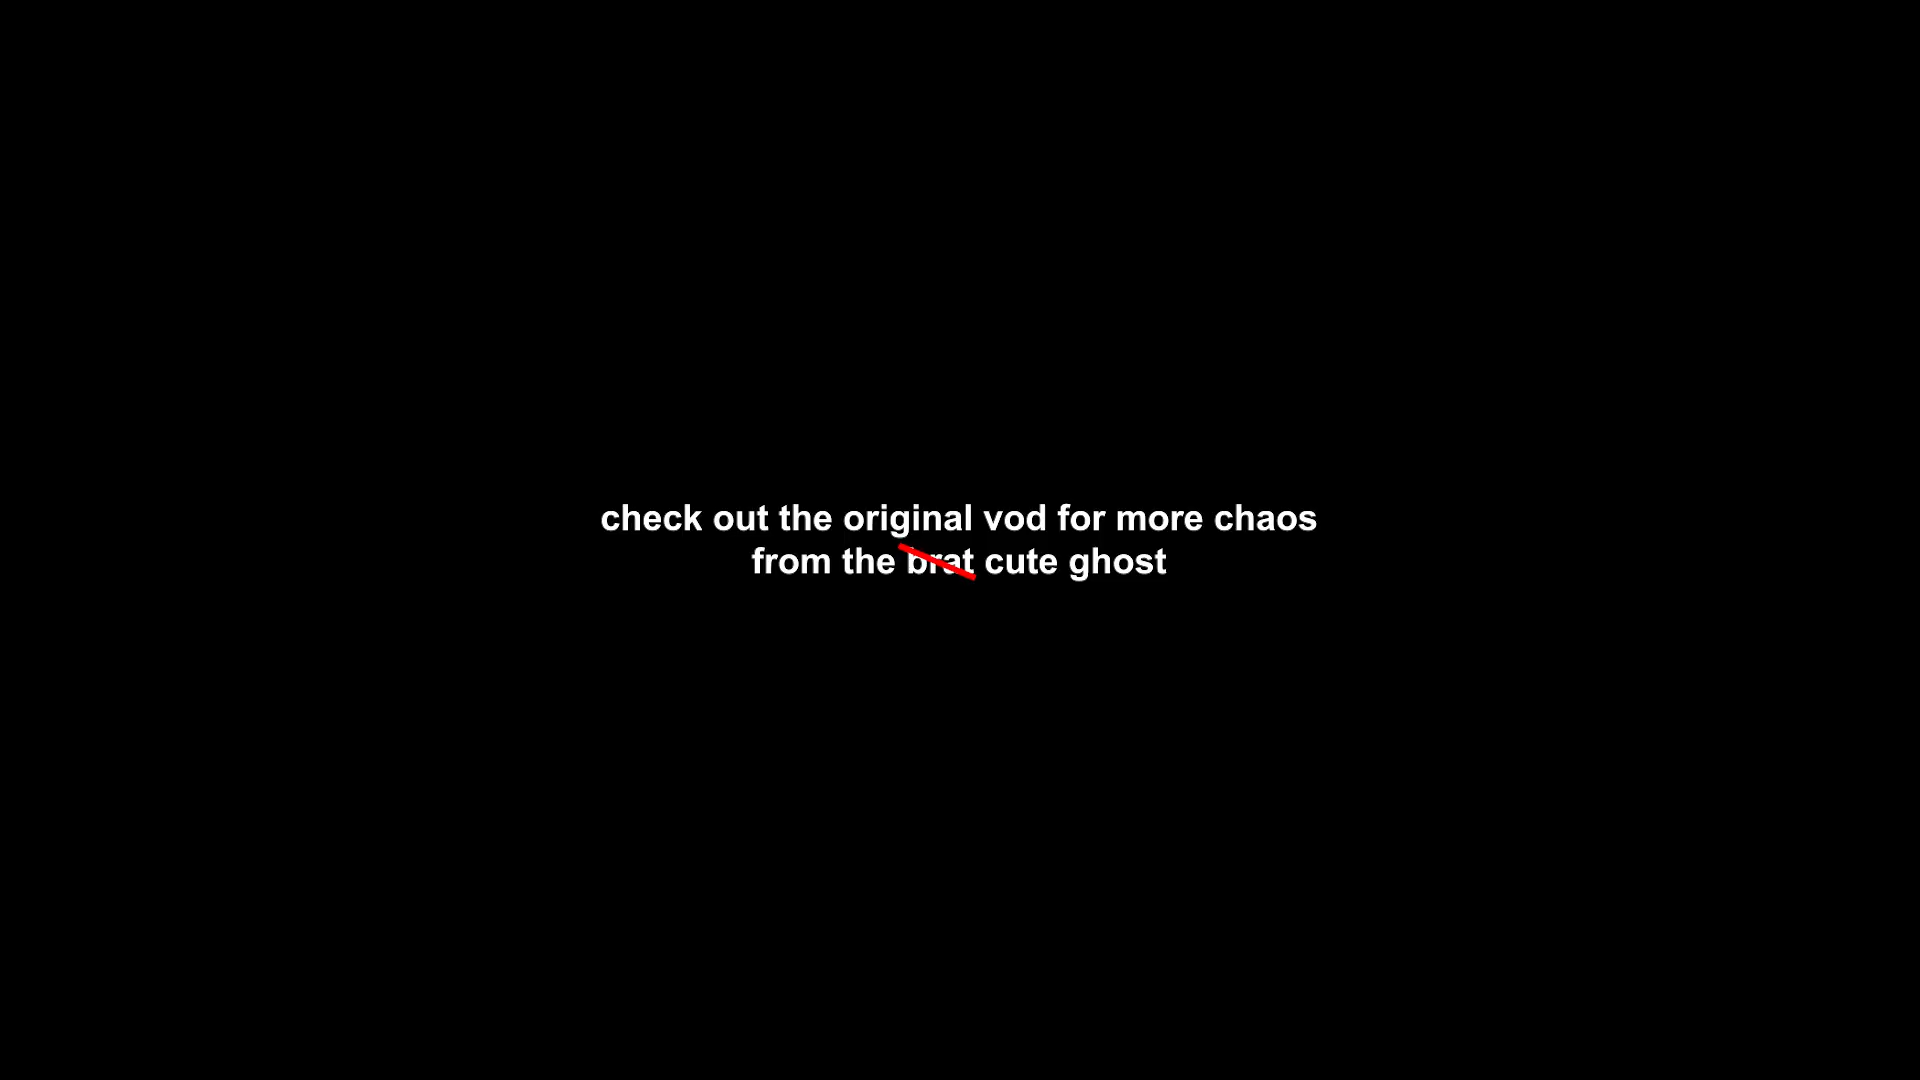 check out the original vod for more chaos
from the brat cute ghost